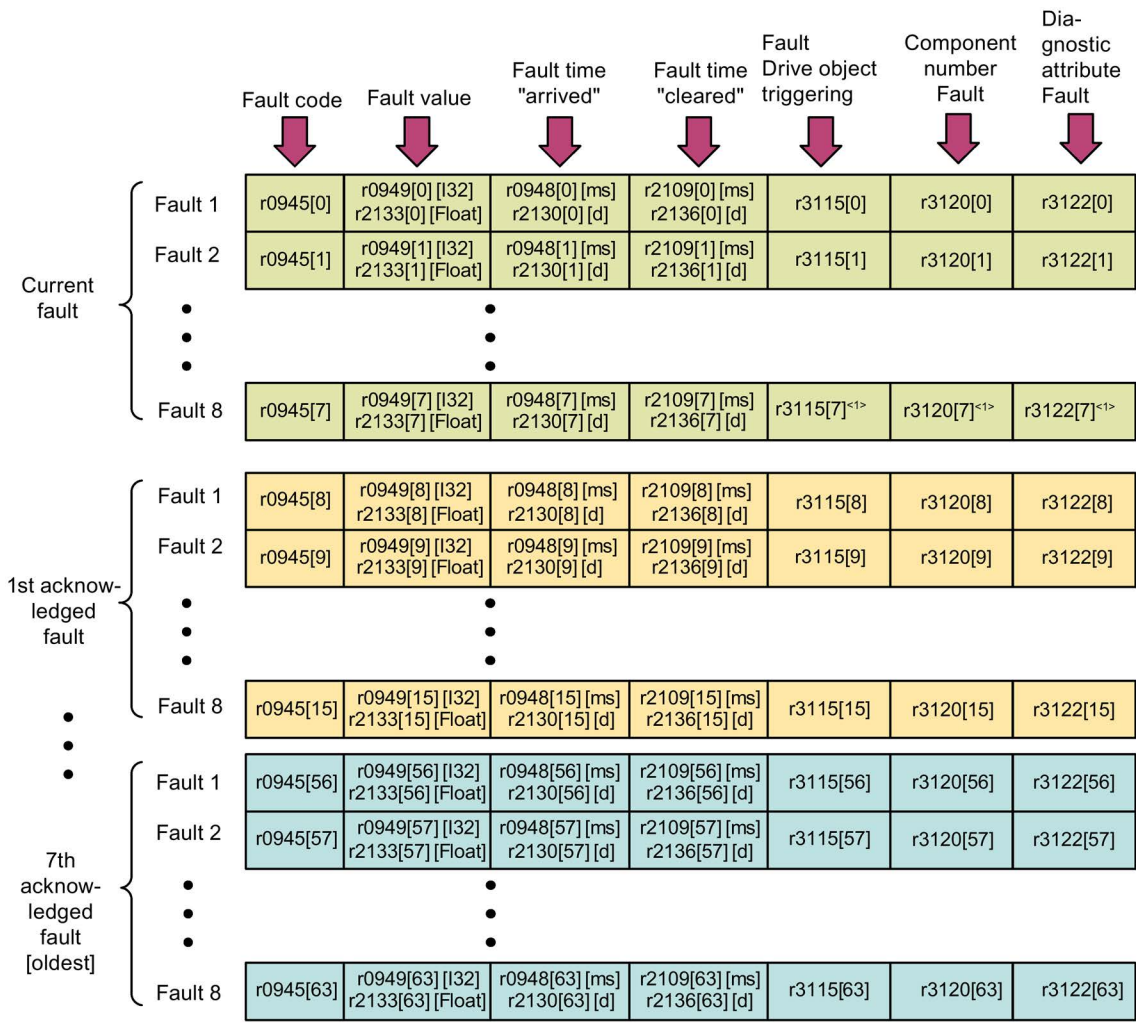 Fault code
Fault value
Fault time
"arrived"
Fault time
"cleared"
Fault
Drive object
triggering
Component
number
Fault
Dia-
gnostic
attribute
Fault
Current
fault
Fault 1
r0945[0]
r0949[0] [I32]
r2133[0] [Float]
r0948[0] [ms]
r2130[0] [d]
r2109[0] [ms]
r2136[0] [d]
r3115[0]
r3120[0]
r3122[0]
Fault 2
r0945[1]
r0949[1] [I32]
r2133[1] [Float]
r0948[1] [ms]
r2130[1] [d]
r2109[1] [ms]
r2136[1] [d]
r3115[1]
r3120[1]
r3122[1]
Fault 8
r0945[7]
r0949[7] [I32]
r2133[7] [Float]
r0948[7] [ms]
r2130[7] [d]
r2109[7] [ms]
r2136[7] [d]
r3115[7]<1>
r3120[7]<1>
r3122[7]<1>
1st acknow-
ledged
fault
Fault 1
r0945[8]
r0949[8] [I32]
r2133[8] [Float]
r0948[8] [ms]
r2130[8] [d]
r2109[8] [ms]
r2136[8] [d]
r3115[8]
r3120[8]
r3122[8]
Fault 2
r0945[9]
r0949[9] [I32]
r2133[9] [Float]
r0948[9] [ms]
r2130[9] [d]
r2109[9] [ms]
r2136[9] [d]
r3115[9]
r3120[9]
r3122[9]
Fault 8
r0945[15]
r0949[15] [I32]
r2133[15] [Float]
r0948[15] [ms]
r2130[15] [d]
r2109[15] [ms]
r2136[15] [d]
r3115[15]
r3120[15]
r3122[15]
7th
acknow-
ledged
fault
[oldest]
Fault 1
r0945[56]
r0949[56] [I32]
r2133[56] [Float]
r0948[56] [ms]
r2130[56] [d]
r2109[56] [ms]
r2136[56] [d]
r3115[56]
r3120[56]
r3122[56]
Fault 2
r0945[57]
r0949[57] [I32]
r2133[57] [Float]
r0948[57] [ms]
r2130[57] [d]
r2109[57] [ms]
r2136[57] [d]
r3115[57]
r3120[57]
r3122[57]
Fault 8
r0945[63]
r0949[63] [I32]
r2133[63] [Float]
r0948[63] [ms]
r2130[63] [d]
r2109[63] [ms]
r2136[63] [d]
r3115[63]
r3120[63]
r3122[63]